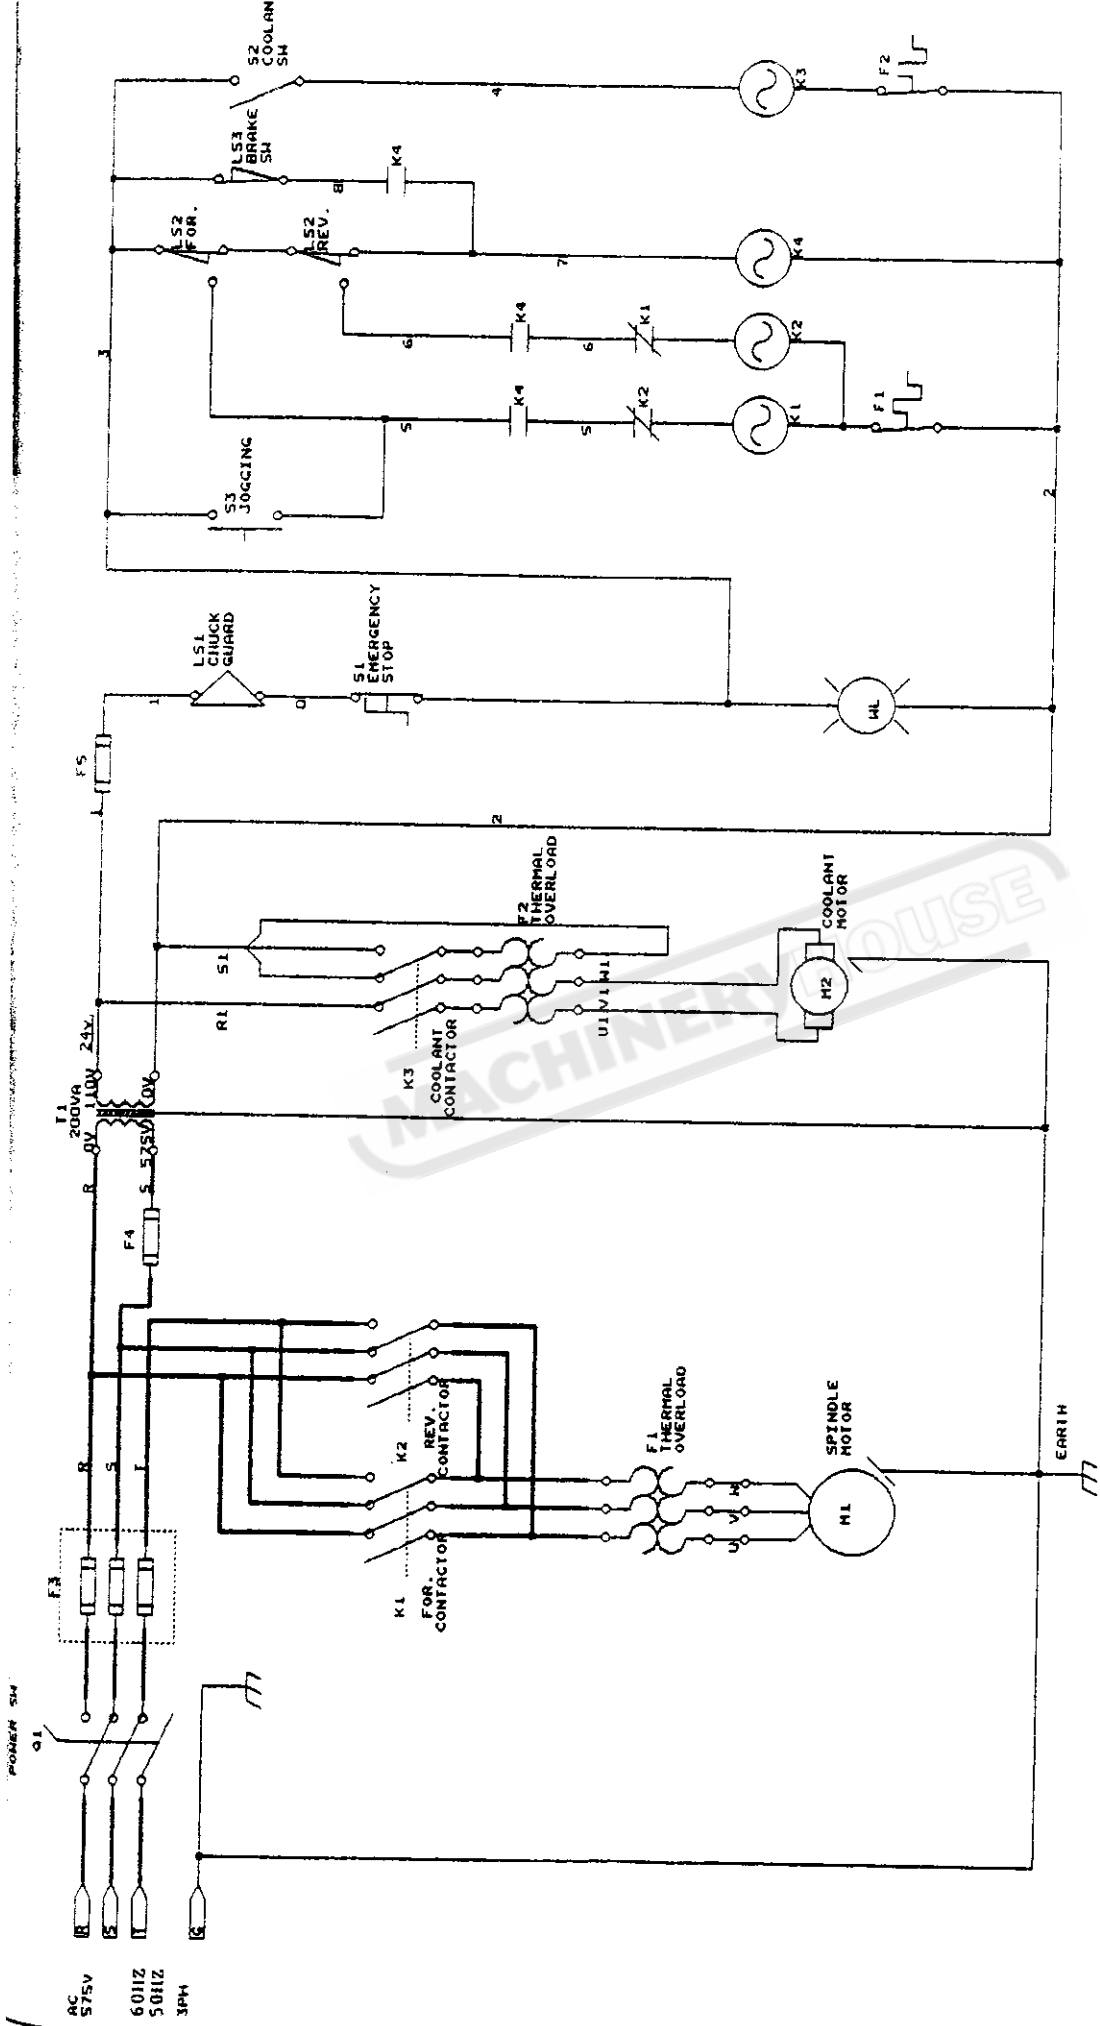 POWER SW
Q1
AC
575V
60HZ
50HZ
3PH
R
S
T
G
F3
R
S
T
F4
R
S
T1
200VA
0V
575V
110V
0V
24V
K1
FOR.
CONTACTOR
K2
REV.
CONTACTOR
F1
THERMAL
OVERLOAD
U
V
W
M1
SPINDLE
MOTOR
EARTH
R1
S1
K3
COOLANT
CONTACTOR
F2
THERMAL
OVERLOAD
U1
V1
W1
M2
COOLANT
MOTOR
MACHINERYHOUSE
2
F5
1
1
LS1
CHUCK
GUARD
S1
EMERGENCY
STOP
WL
2
3
S3
JOGGING
5
K4
5
K2
K1
F1
6
K4
6
K1
K2
LS2
FOR.
LS2
REV.
7
K4
LS3
BRAKE
SW
8
K4
S2
COOLAN
SW
4
K3
F2